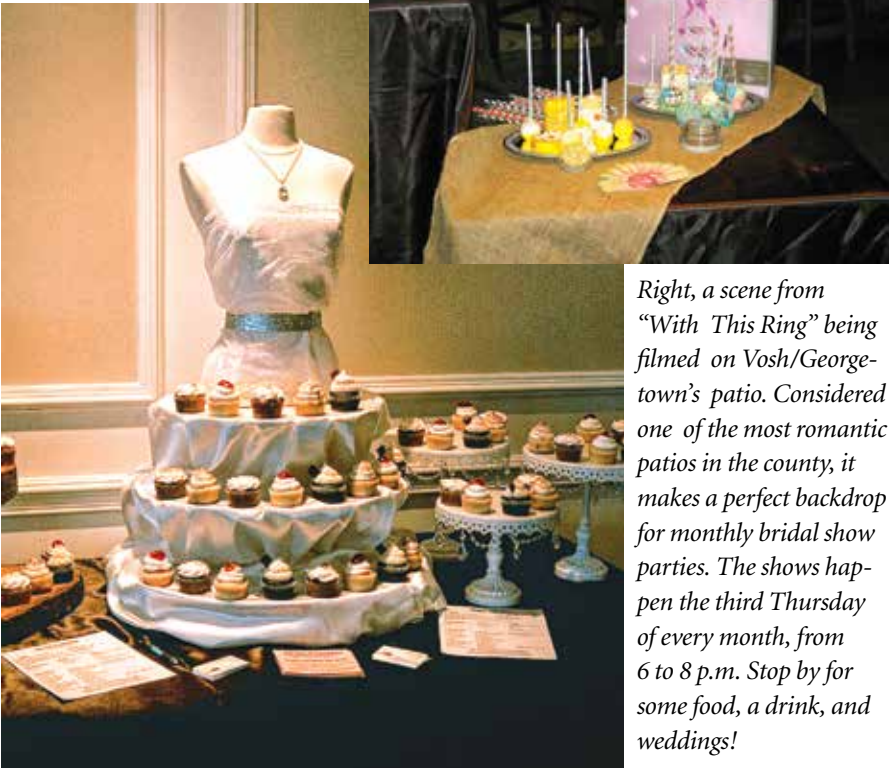 Right, a scene from
“With This Ring” being
filmed on Vosh/George-
town’s patio. Considered
one of the most romantic
patios in the county, it
makes a perfect backdrop
for monthly bridal show
parties. The shows hap-
pen the third Thursday
of every month, from
6 to 8 p.m. Stop by for
some food, a drink, and
weddings!